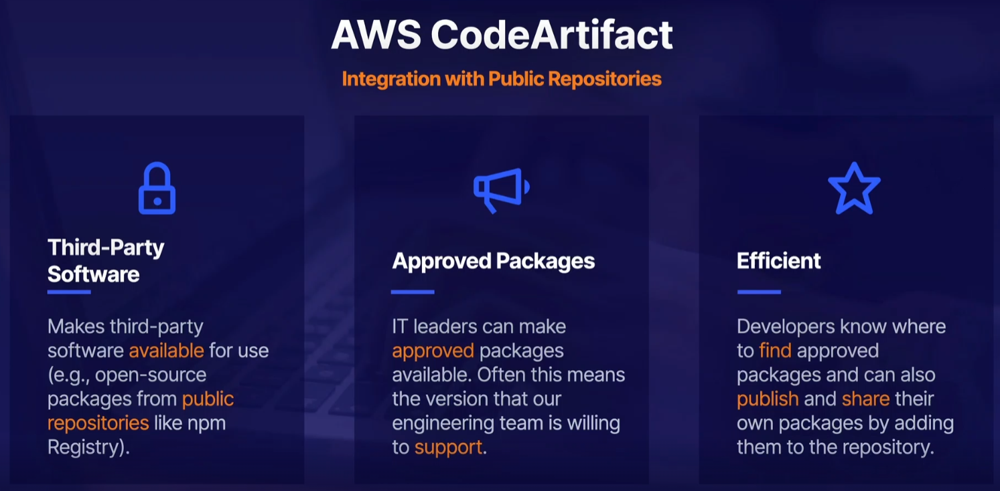 AWS CodeArtifact
Integration with Public Repositories
Third-Party
Software
Makes third-party
software available for use
(e.g., open-source
packages from public
repositories like npm
Registry).
Approved Packages
IT leaders can make
approved packages
available. Often this means
the version that our
engineering team is willing
to support.
Efficient
Developers know where
to find approved
packages and can also
publish and share their
own packages by adding
them to the repository.